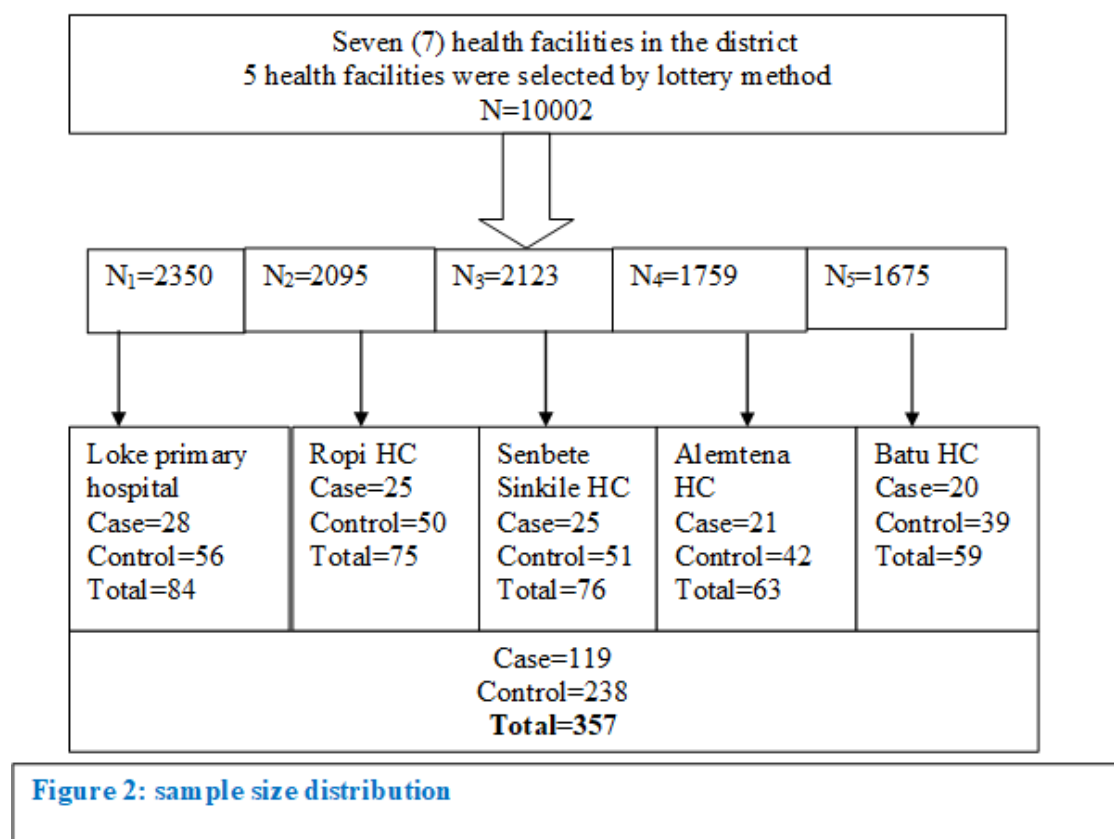 Seven (7) health facilities in the district
5 health facilities were selected by lottery method
N=10002
N₁=2350
N₂=2095
N₃=2123
N₄=1759
N₅=1675
Loke primary
hospital
Case=28
Control=56
Total=84
Ropi HC
Case=25
Control=50
Total=75
Senbete
Sinkile HC
Case=25
Control=51
Total=76
Alemtena
HC
Case=21
Control=42
Total=63
Batu HC
Case=20
Control=39
Total=59
Case=119
Control=238
Total=357
Figure 2: sample size distribution